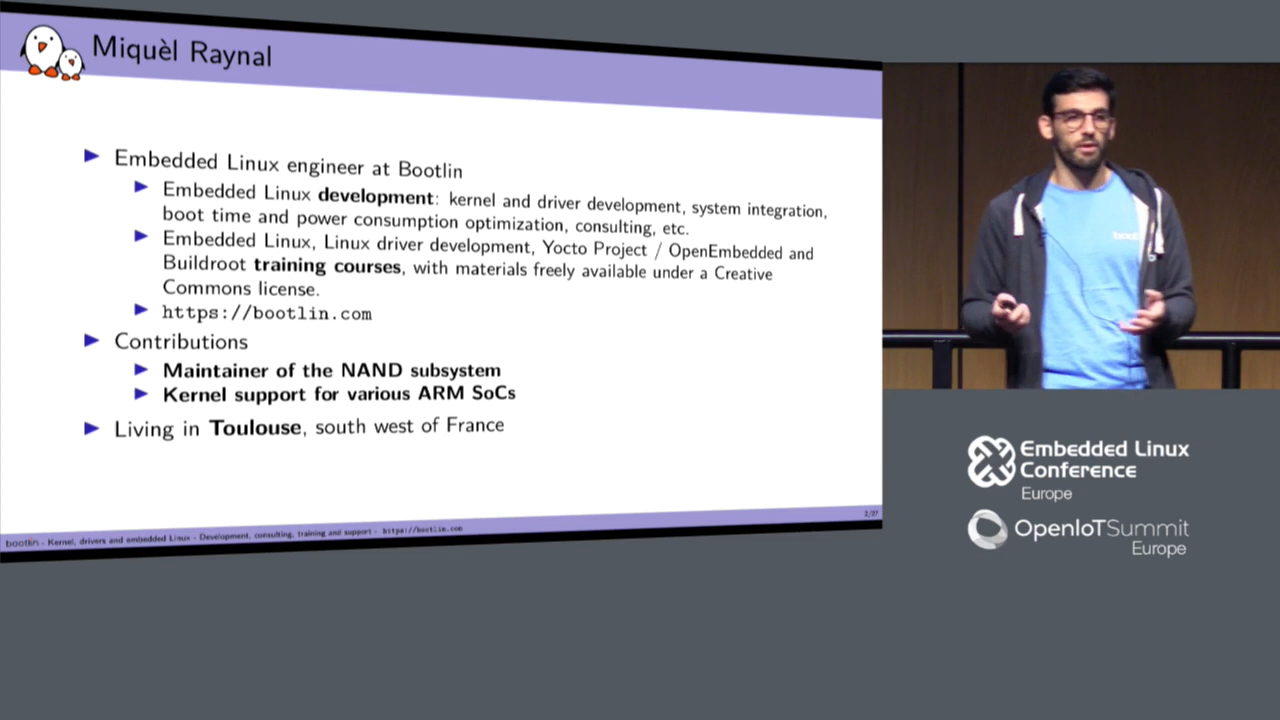 Miquèl Raynal
Embedded Linux engineer at Bootlin
Embedded Linux development: kernel and driver development, system integration,
boot time and power consumption optimization, consulting, etc.
Embedded Linux, Linux driver development, Yocto Project / OpenEmbedded and
Buildroot training courses, with materials freely available under a Creative
Commons license.
https://bootlin.com
Contributions
Maintainer of the NAND subsystem
Kernel support for various ARM SoCs
Living in Toulouse, south west of France
bootlin - Kernel, drivers and embedded Linux - Development, consulting, training and support - https://bootlin.com
2/27
Embedded Linux
Conference
Europe
OpenIoTSummit
Europe